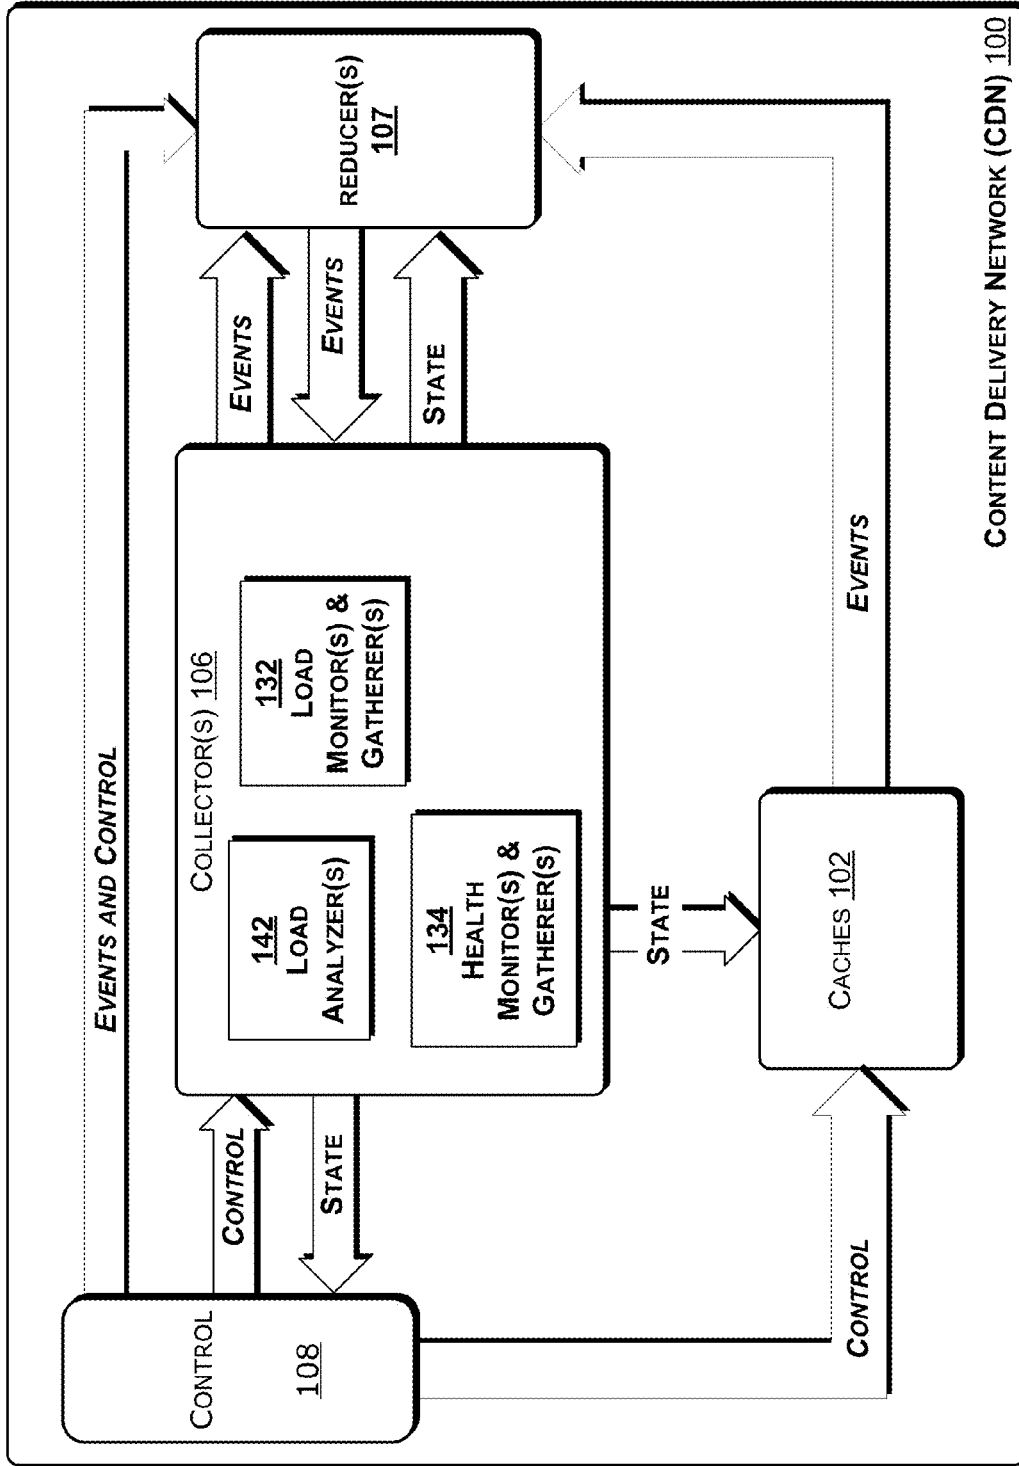 EVENTS AND CONTROL
CONTROL
108
CONTROL
STATE
COLLECTOR(S) 106
142
LOAD
ANALYZER(S)
132
LOAD
MONITOR(S) &
GATHERER(S)
134
HEALTH
MONITOR(S) &
GATHERER(S)
EVENTS
EVENTS
STATE
REDUCER(S)
107
STATE
CACHES 102
CONTROL
EVENTS
CONTENT DELIVERY NETWORK (CDN) 100